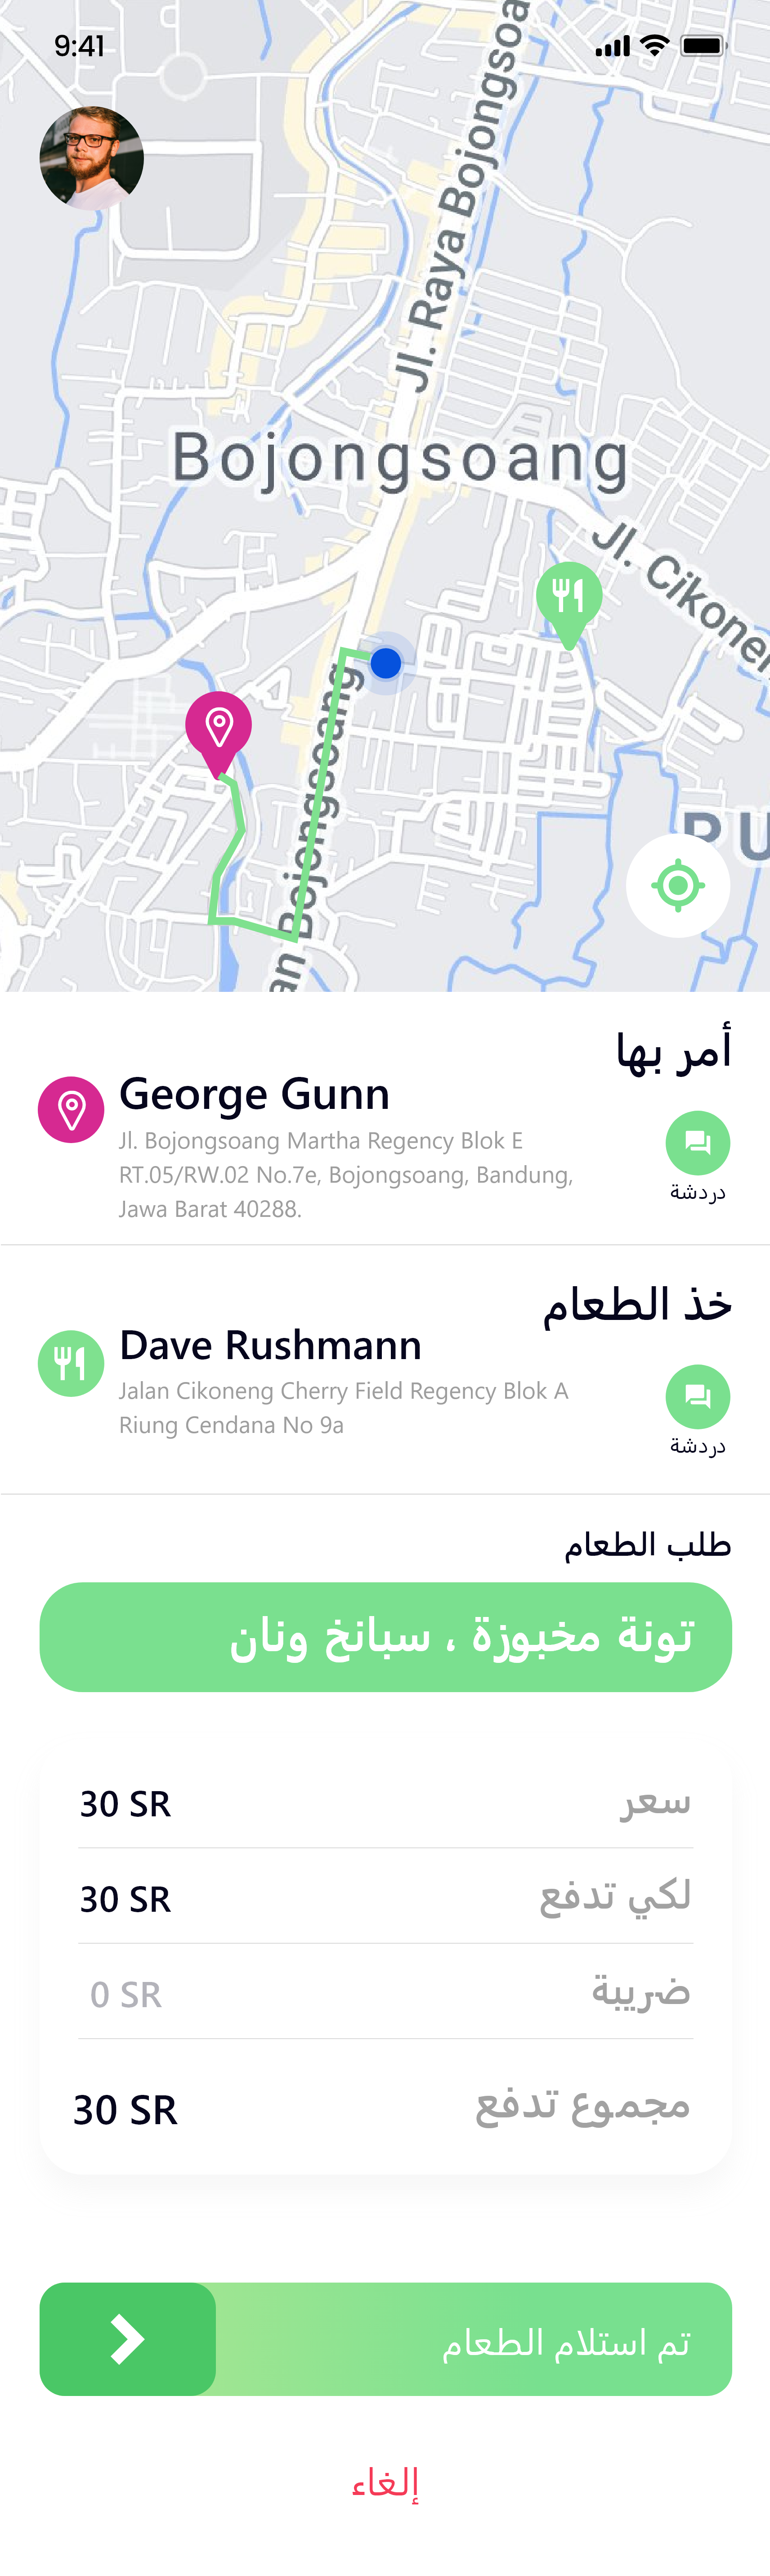 9:41
Jl. Raya Bojongsoa
Bojongsoang
Jl. Cikone
an Bojongsoang
أمر بها
George Gunn
Jl. Bojongsoang Martha Regency Blok E
RT.05/RW.02 No.7e, Bojongsoang, Bandung,
Jawa Barat 40288.
دردشة
خذ الطعام
Dave Rushmann
Jalan Cikoneng Cherry Field Regency Blok A
Riung Cendana No 9a
دردشة
طلب الطعام
تونة مخبوزة ، سبانخ ونان
سعر
30 SR
لكي تدفع
30 SR
ضريبة
0 SR
مجموع تدفع
30 SR
تم استلام الطعام
إلغاء